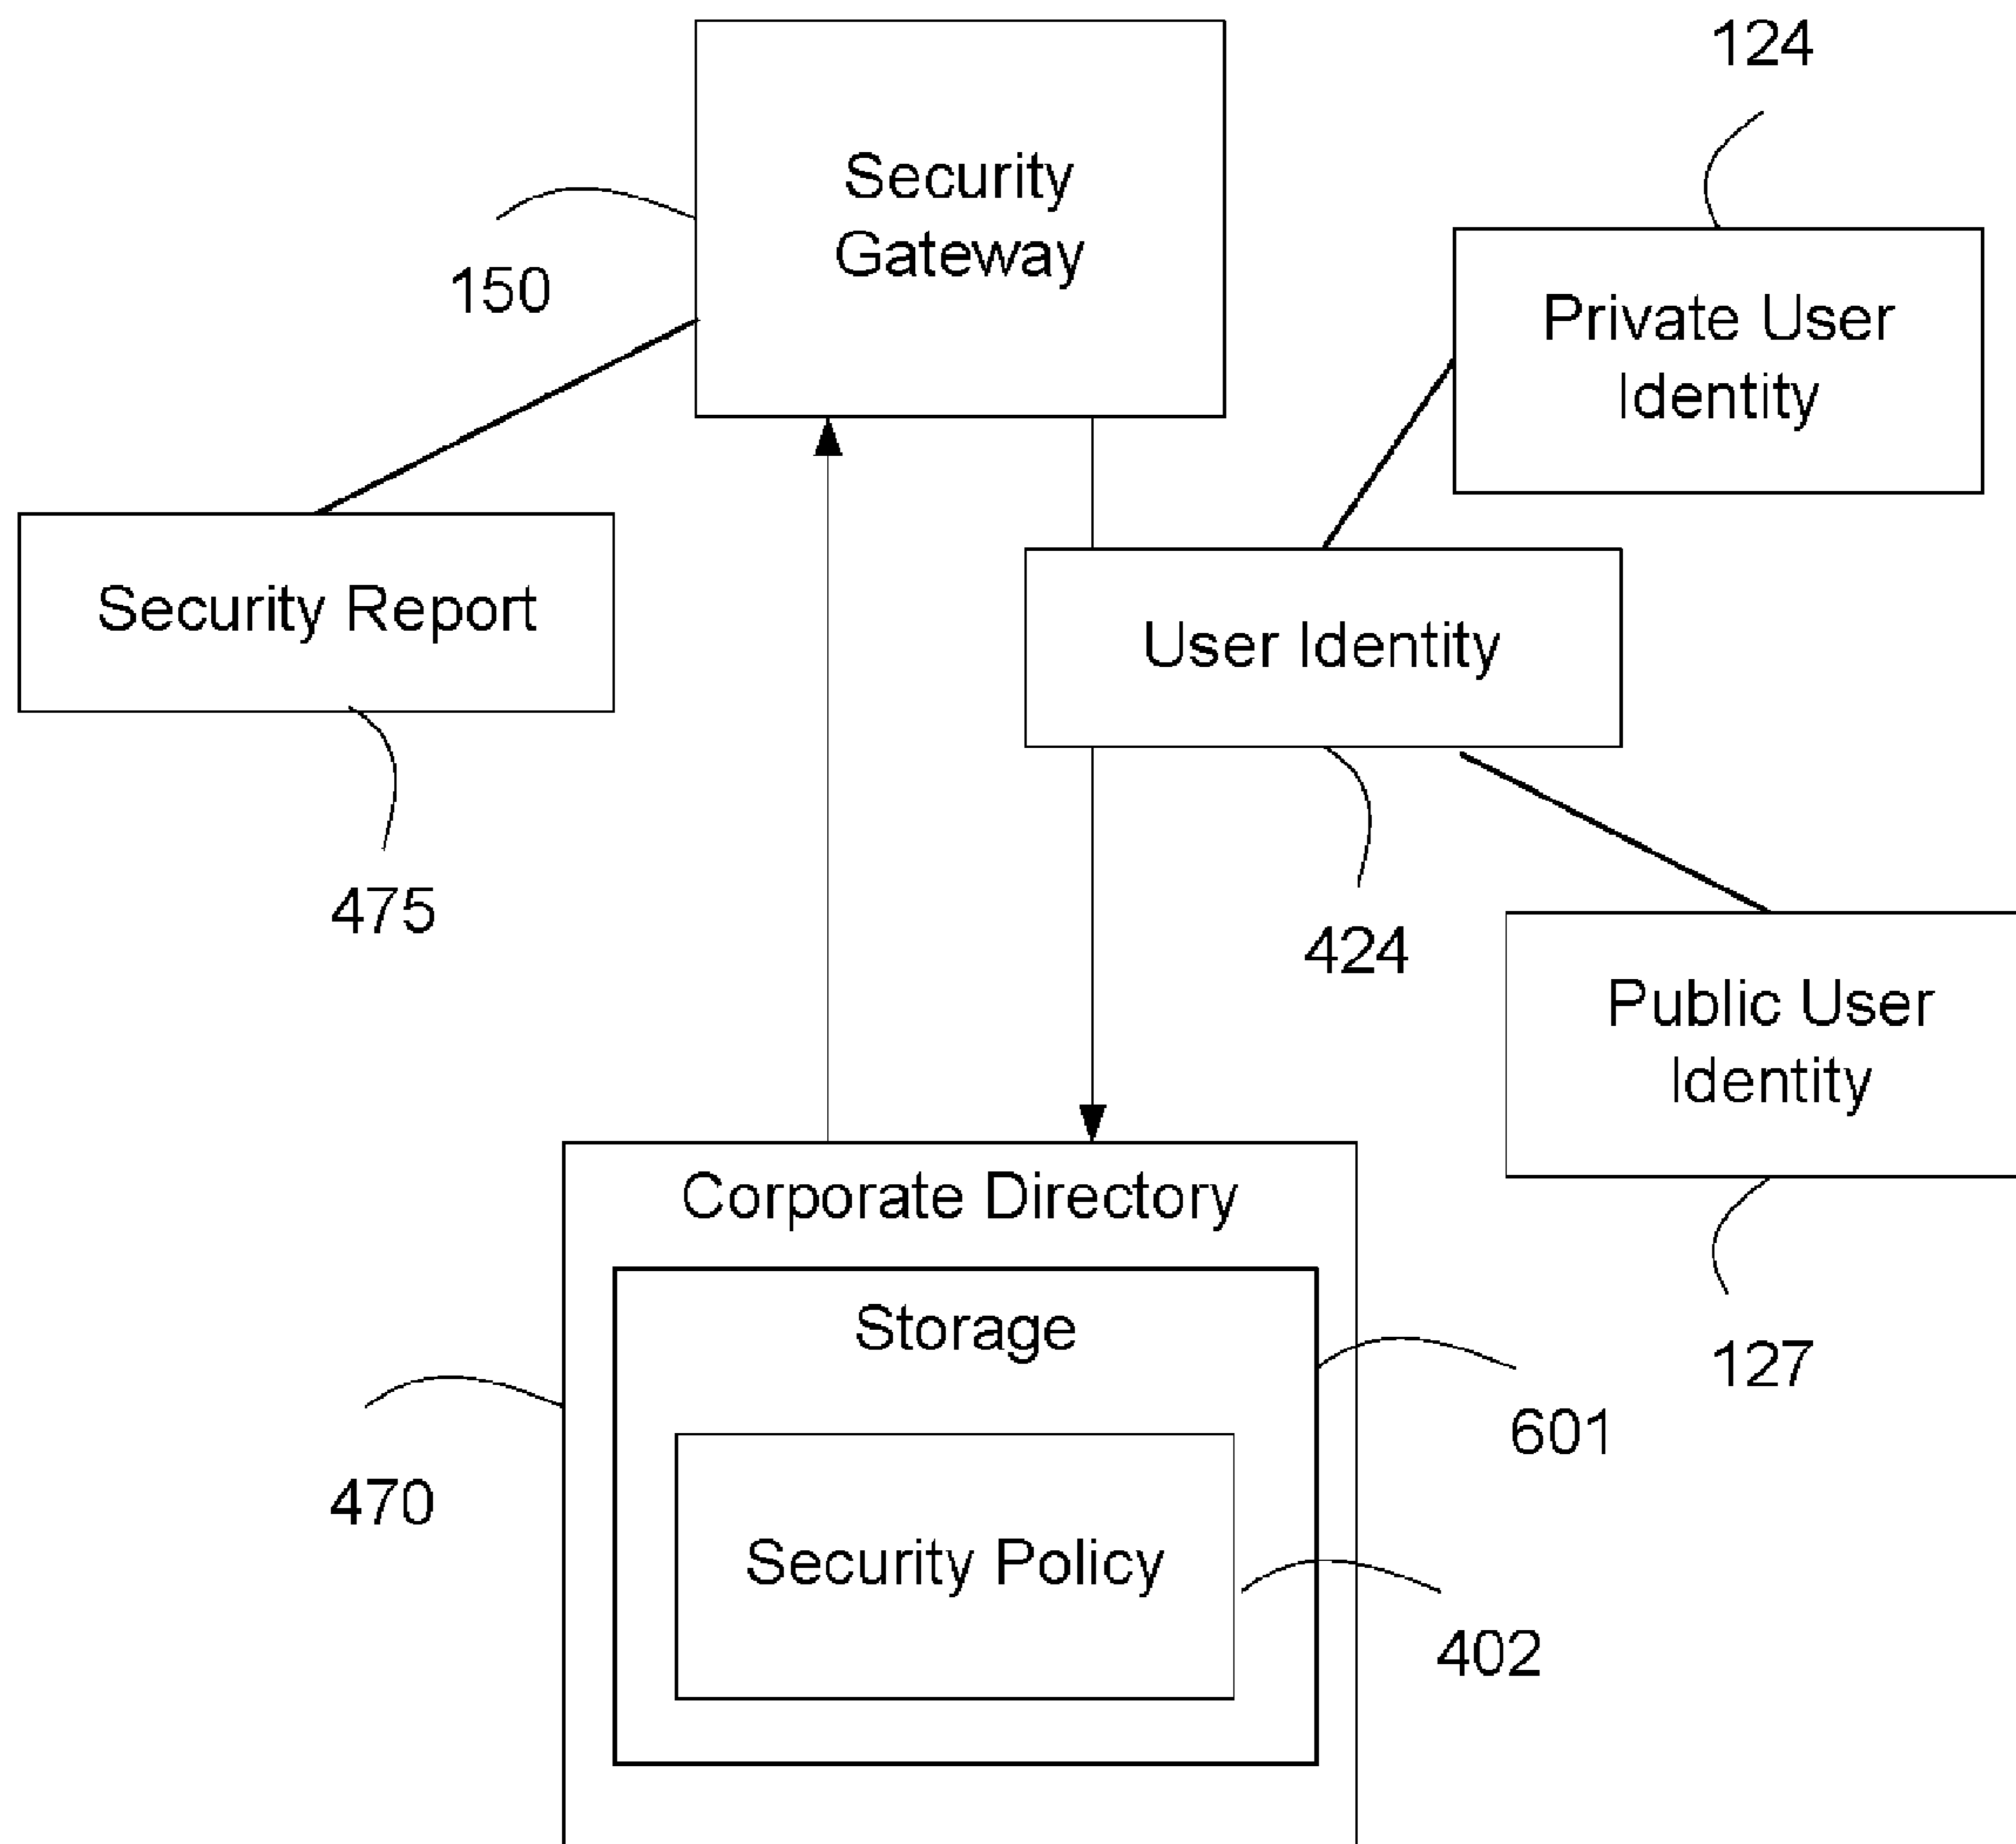 124
Security
Gateway
150
Private User
Identity
Security Report
User Identity
475
424
Public User
Identity
127
Corporate Directory
Storage
601
470
Security Policy
402